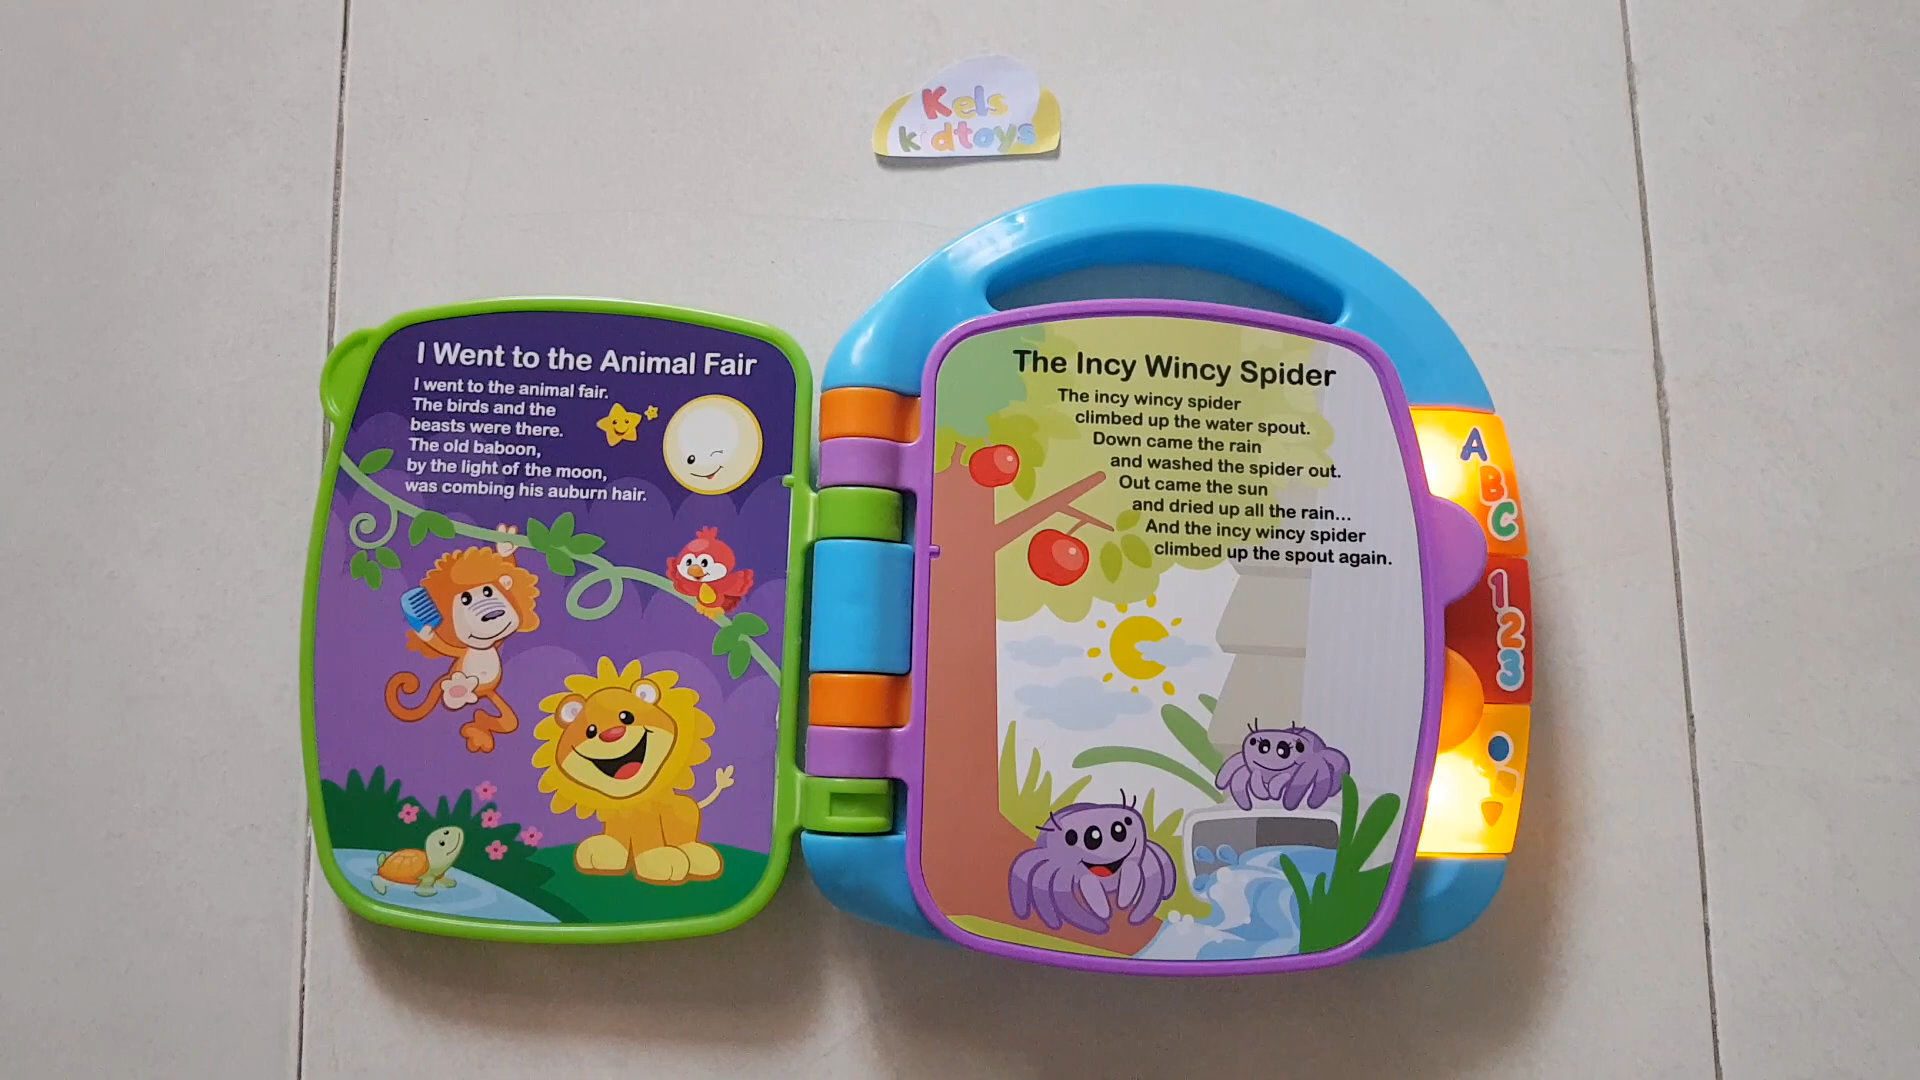 Kels
kidtoys
I Went to the Animal Fair
I went to the animal fair.
The birds and the
beasts were there.
The old baboon,
by the light of the moon,
was combing his auburn hair.
The Incy Wincy Spider
The incy wincy spider
climbed up the water spout.
Down came the rain
and washed the spider out.
Out came the sun
and dried up all the rain...
And the incy wincy spider
climbed up the spout again.
A
B
C
1
2
3